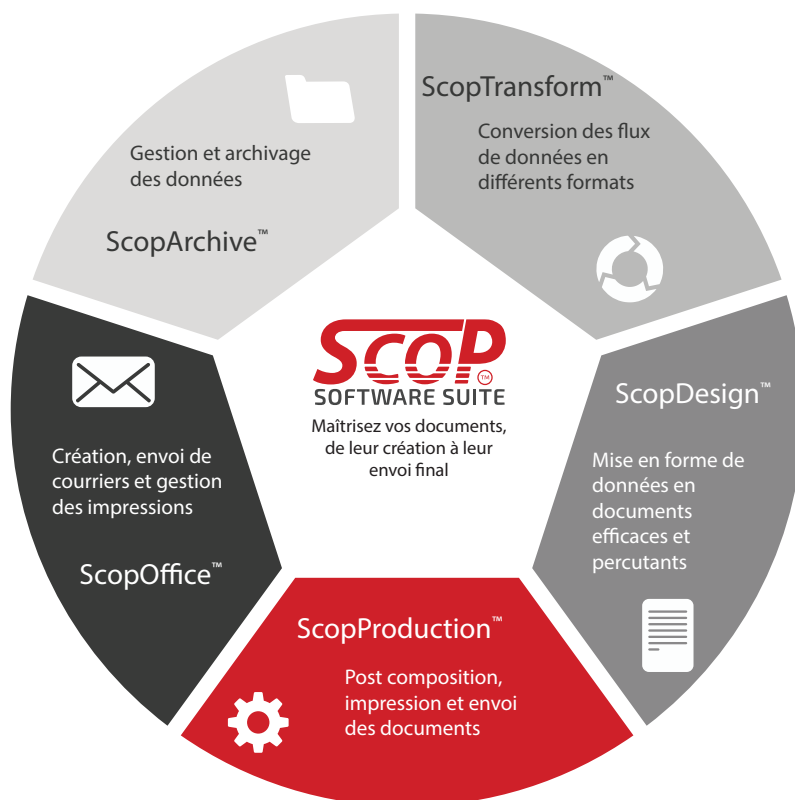 ScopTransform™
Conversion des flux
de données en
différents formats
ScopDesign™
Mise en forme de
données en
documents
efficaces et
percutants
ScopProduction™
Post composition,
impression et envoi
des documents
Création, envoi de
courriers et gestion
des impressions
ScopOffice™
Gestion et archivage
des données
ScopArchive™
SCOP TM
SOFTWARE SUITE
Maîtrisez vos documents,
de leur création à leur
envoi final